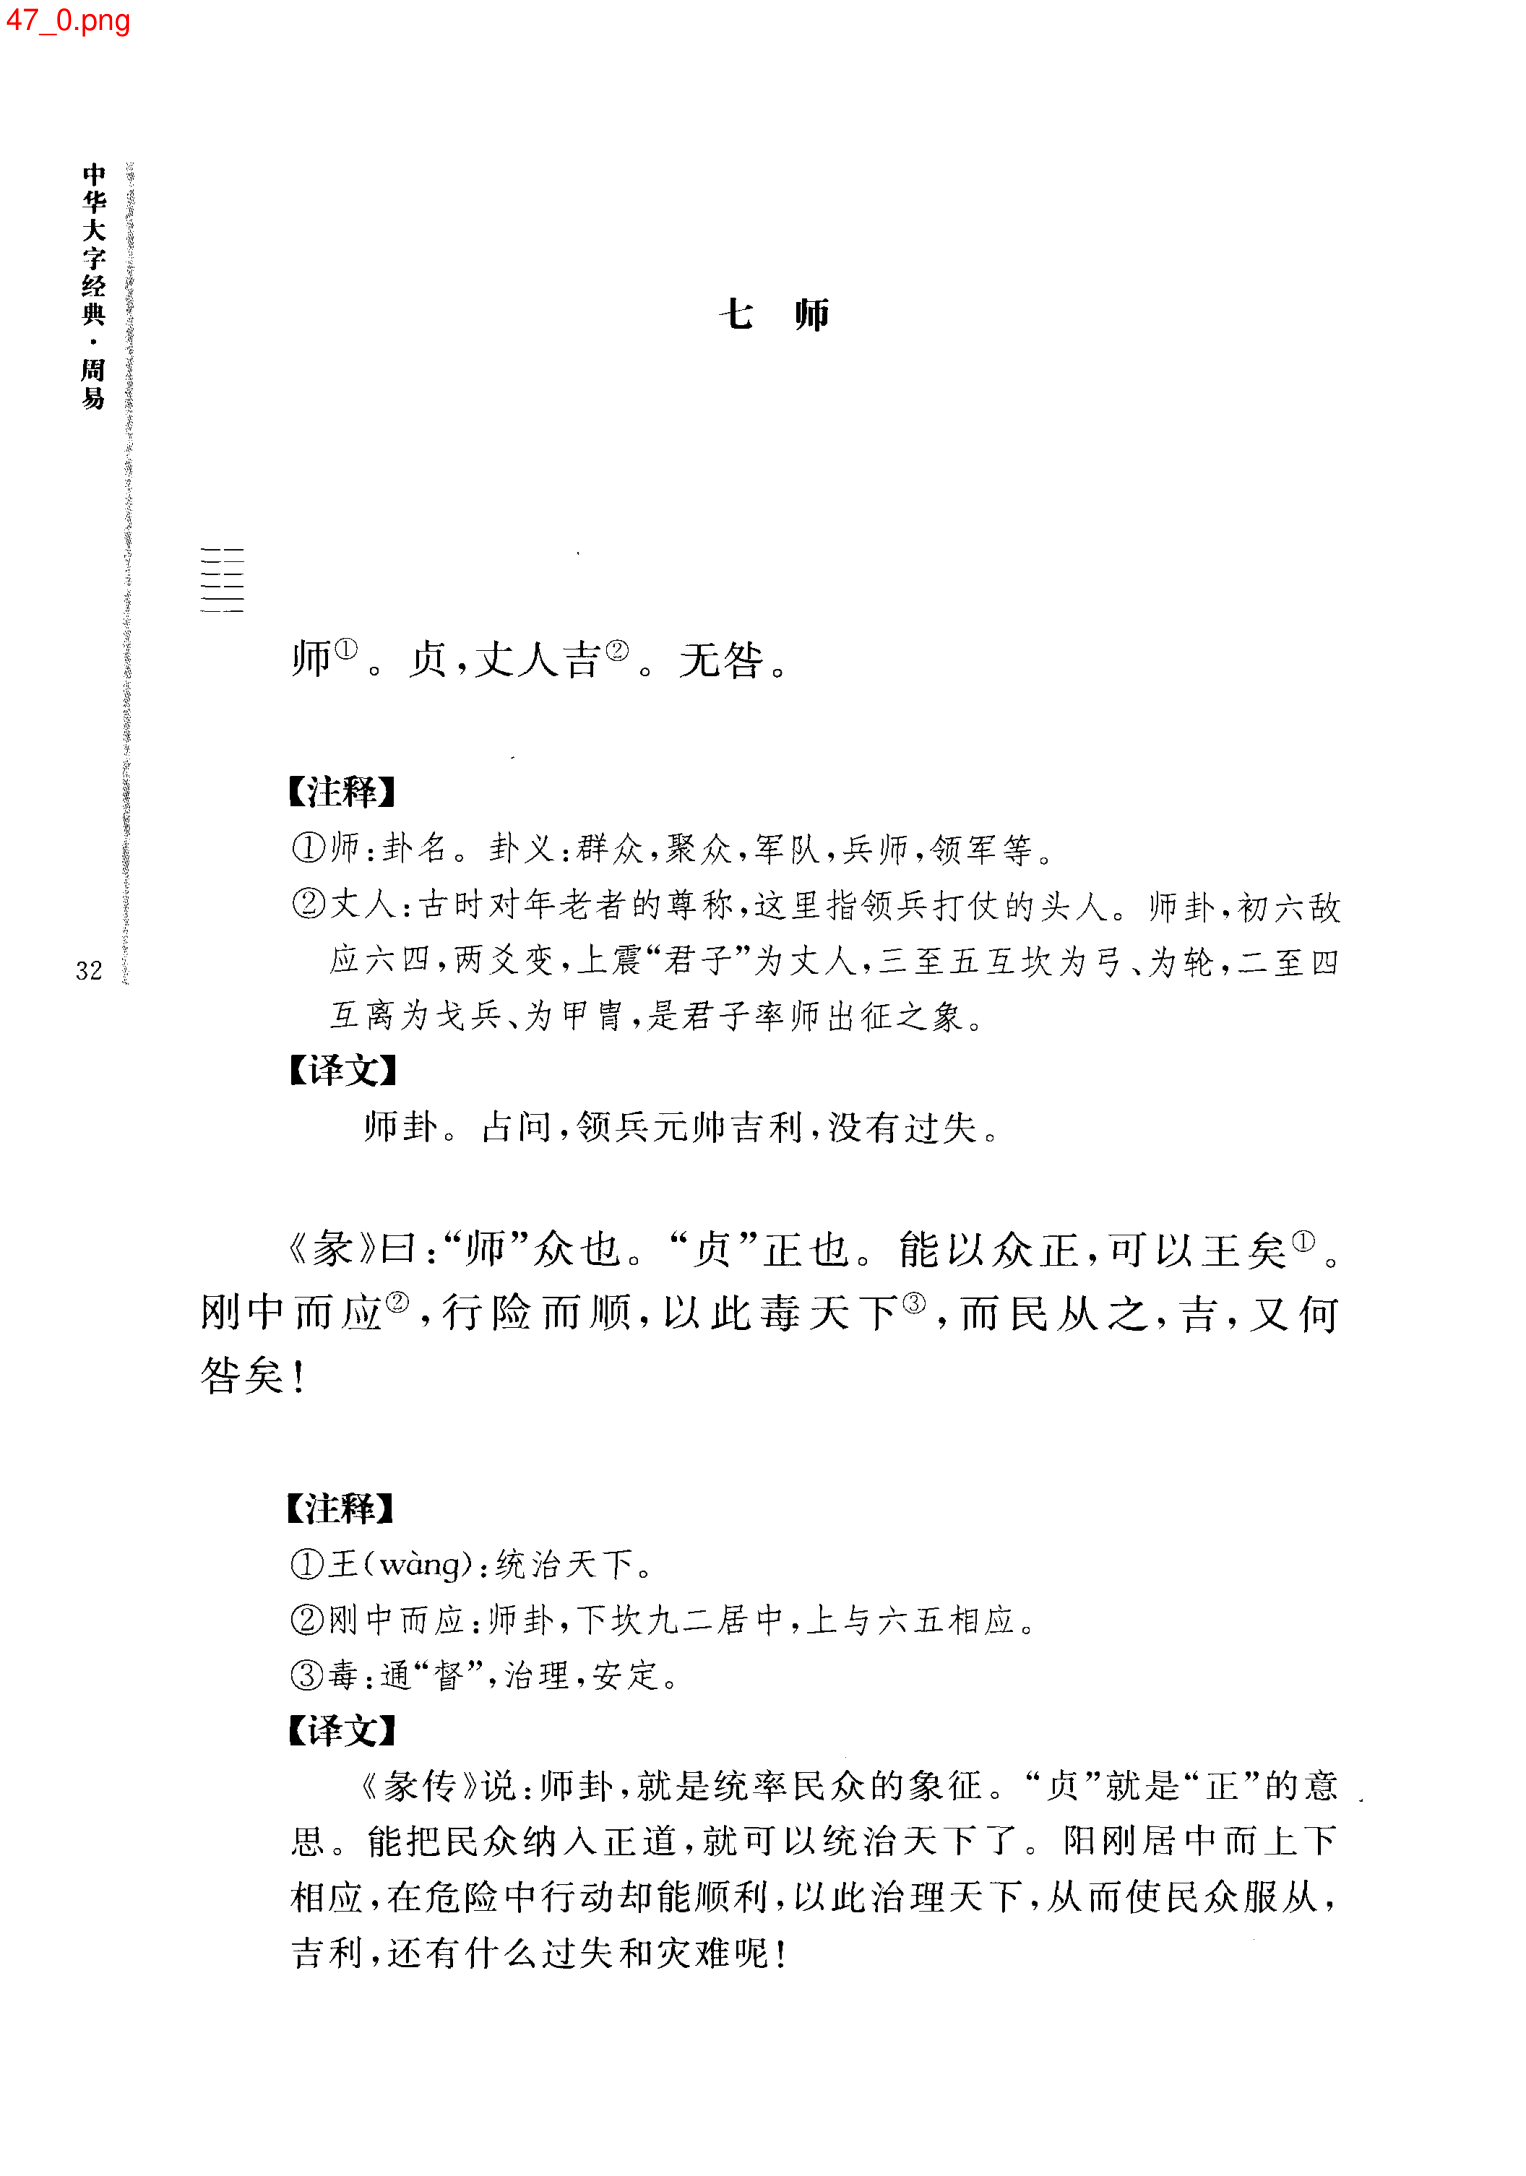 47_0.png
中华大字经典·周易
32
七 师
师①。贞,丈人吉②。无咎。
【注释】
①师:卦名。卦义:群众,聚众,军队,兵师,领军等。
②丈人:古时对年老者的尊称,这里指领兵打仗的头人。师卦,初六敌
应六四,两爻变,上震“君子”为丈人,三至五互坎为弓、为轮,二至四
互离为戈兵、为甲胄,是君子率师出征之象。
【译文】
师卦。占问,领兵元帅吉利,没有过失。
《彖》曰:“师”众也。“贞”正也。能以众正,可以王矣①。
刚中而应②,行险而顺,以此毒天下③,而民从之,吉,又何
咎矣!
【注释】
①王(wàng):统治天下。
②刚中而应:师卦,下坎九二居中,上与六五相应。
③毒:通“督”,治理,安定。
【译文】
《彖传》说:师卦,就是统率民众的象征。“贞”就是“正”的意
思。能把民众纳入正道,就可以统治天下了。阳刚居中而上下
相应,在危险中行动却能顺利,以此治理天下,从而使民众服从,
吉利,还有什么过失和灾难呢!